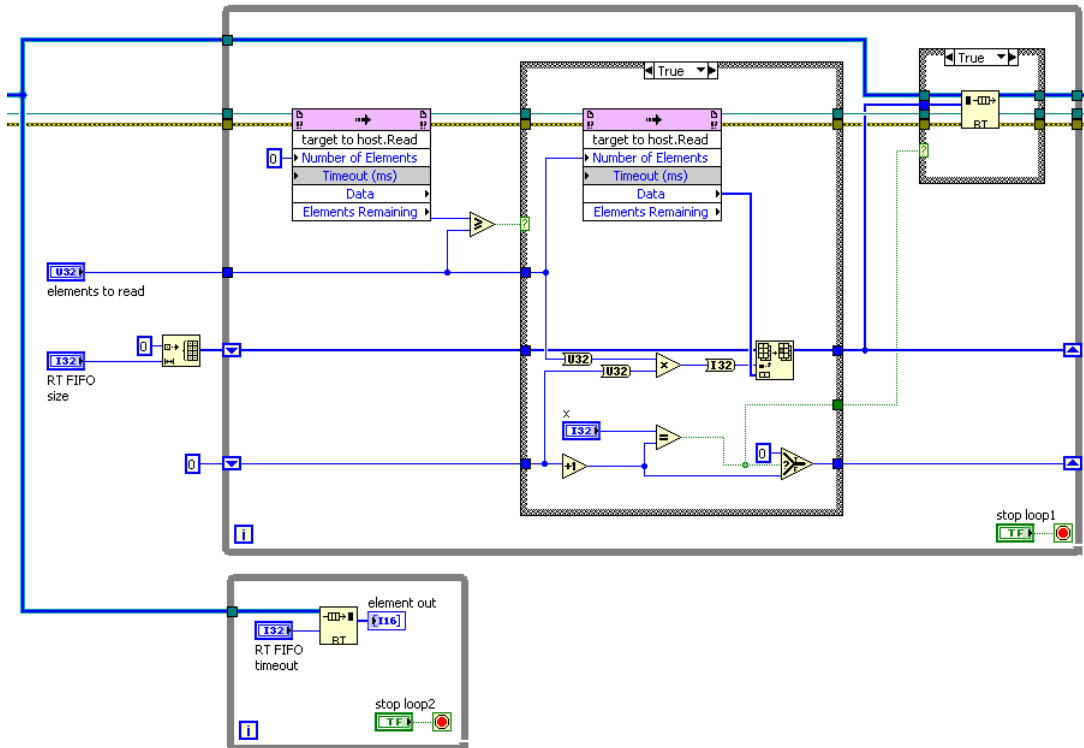 True
True
RT
target to host.Read
0
Number of Elements
Timeout (ms)
Data
Elements Remaining
target to host.Read
Number of Elements
Timeout (ms)
Data
Elements Remaining
?
?
U32
elements to read
0
I32
RT FIFO
size
U32
U32
I32
x
I32
0
0
+1
?
T
F
i
stop loop1
TF
element out
I16
I32
RT
RT FIFO
timeout
stop loop2
TF
i